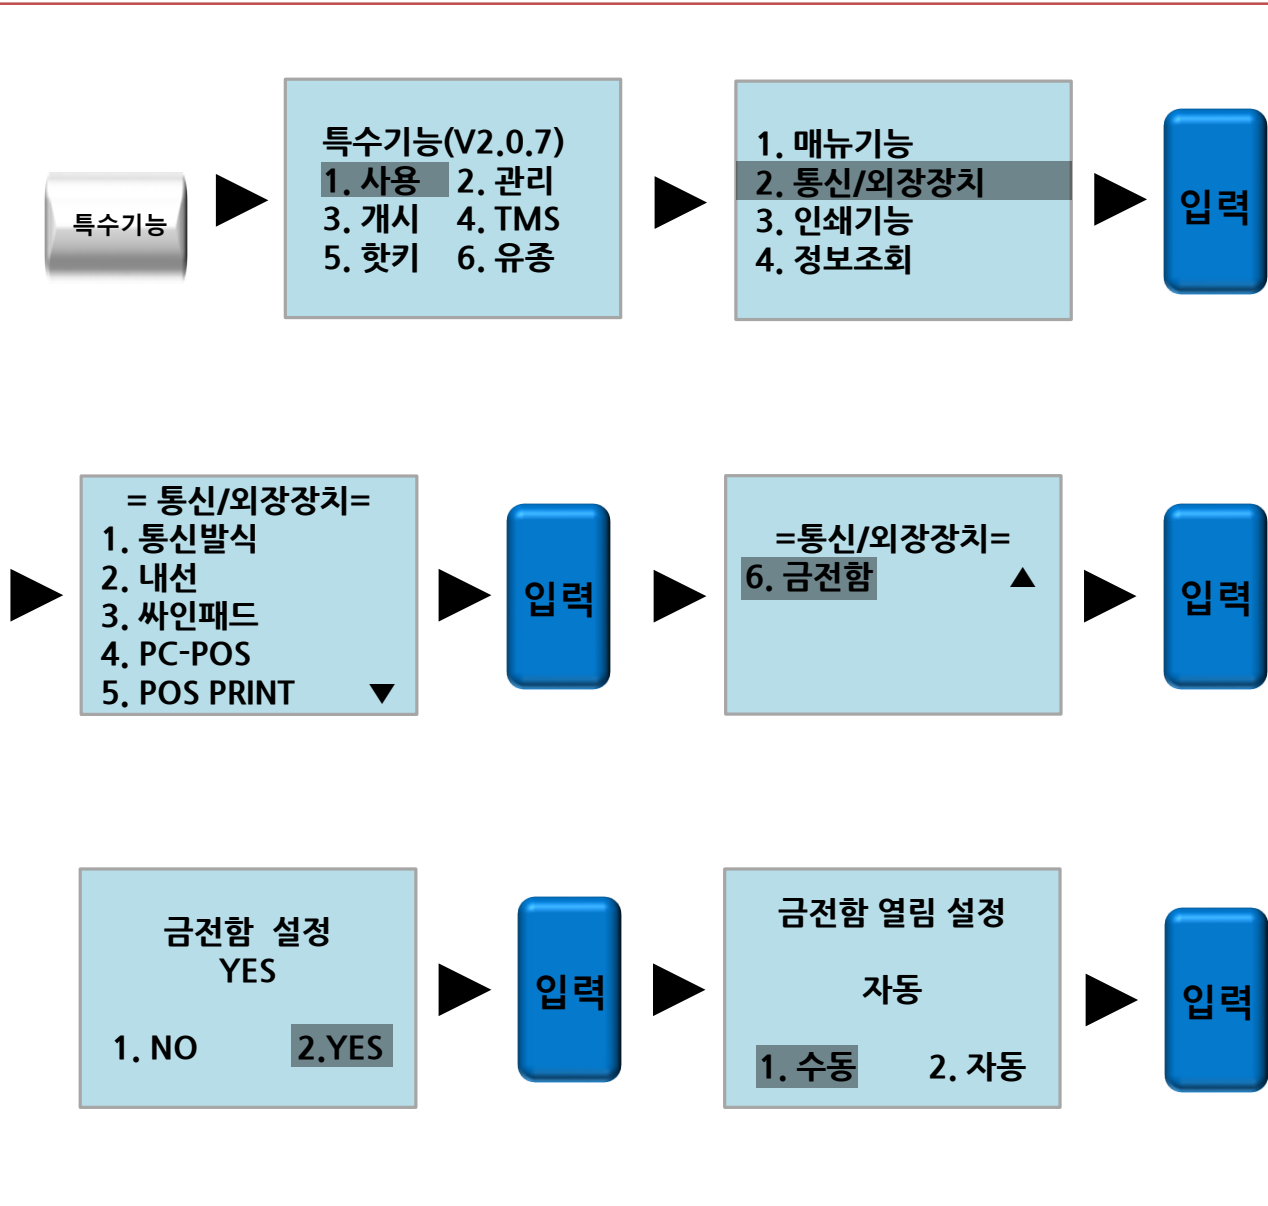 특수기능
특수기능(V2.0.7)
1. 사용 2. 관리
3. 개시 4. TMS
5. 핫키 6. 유종
1. 매뉴기능
2. 통신/외장장치
3. 인쇄기능
4. 정보조회
입력
= 통신/외장장치=
1. 통신발식
2. 내선
3. 싸인패드
4. PC-POS
5. POS PRINT ▼
입력
=통신/외장장치=
6. 금전함 ▲
입력
금전함 설정
YES
1. NO 2.YES
입력
금전함 열림 설정
자동
1. 수동 2. 자동
입력